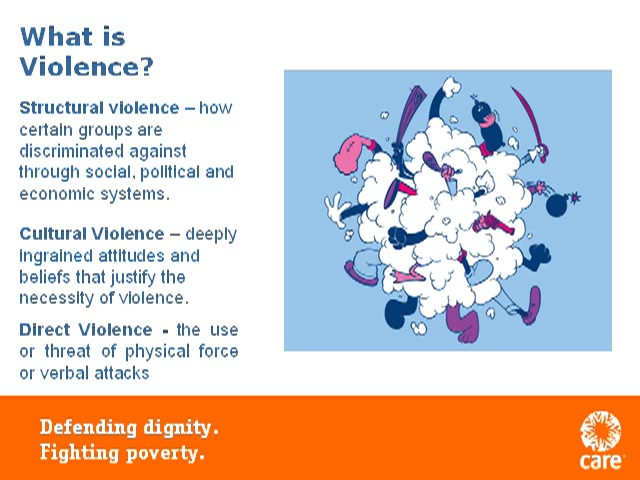 What is
Violence?
Structural violence – how
certain groups are
discriminated against
through social, political and
economic systems.
Cultural Violence – deeply
ingrained attitudes and
beliefs that justify the
necessity of violence.
Direct Violence - the use
or threat of physical force
or verbal attacks
Defending dignity.
Fighting poverty.
care